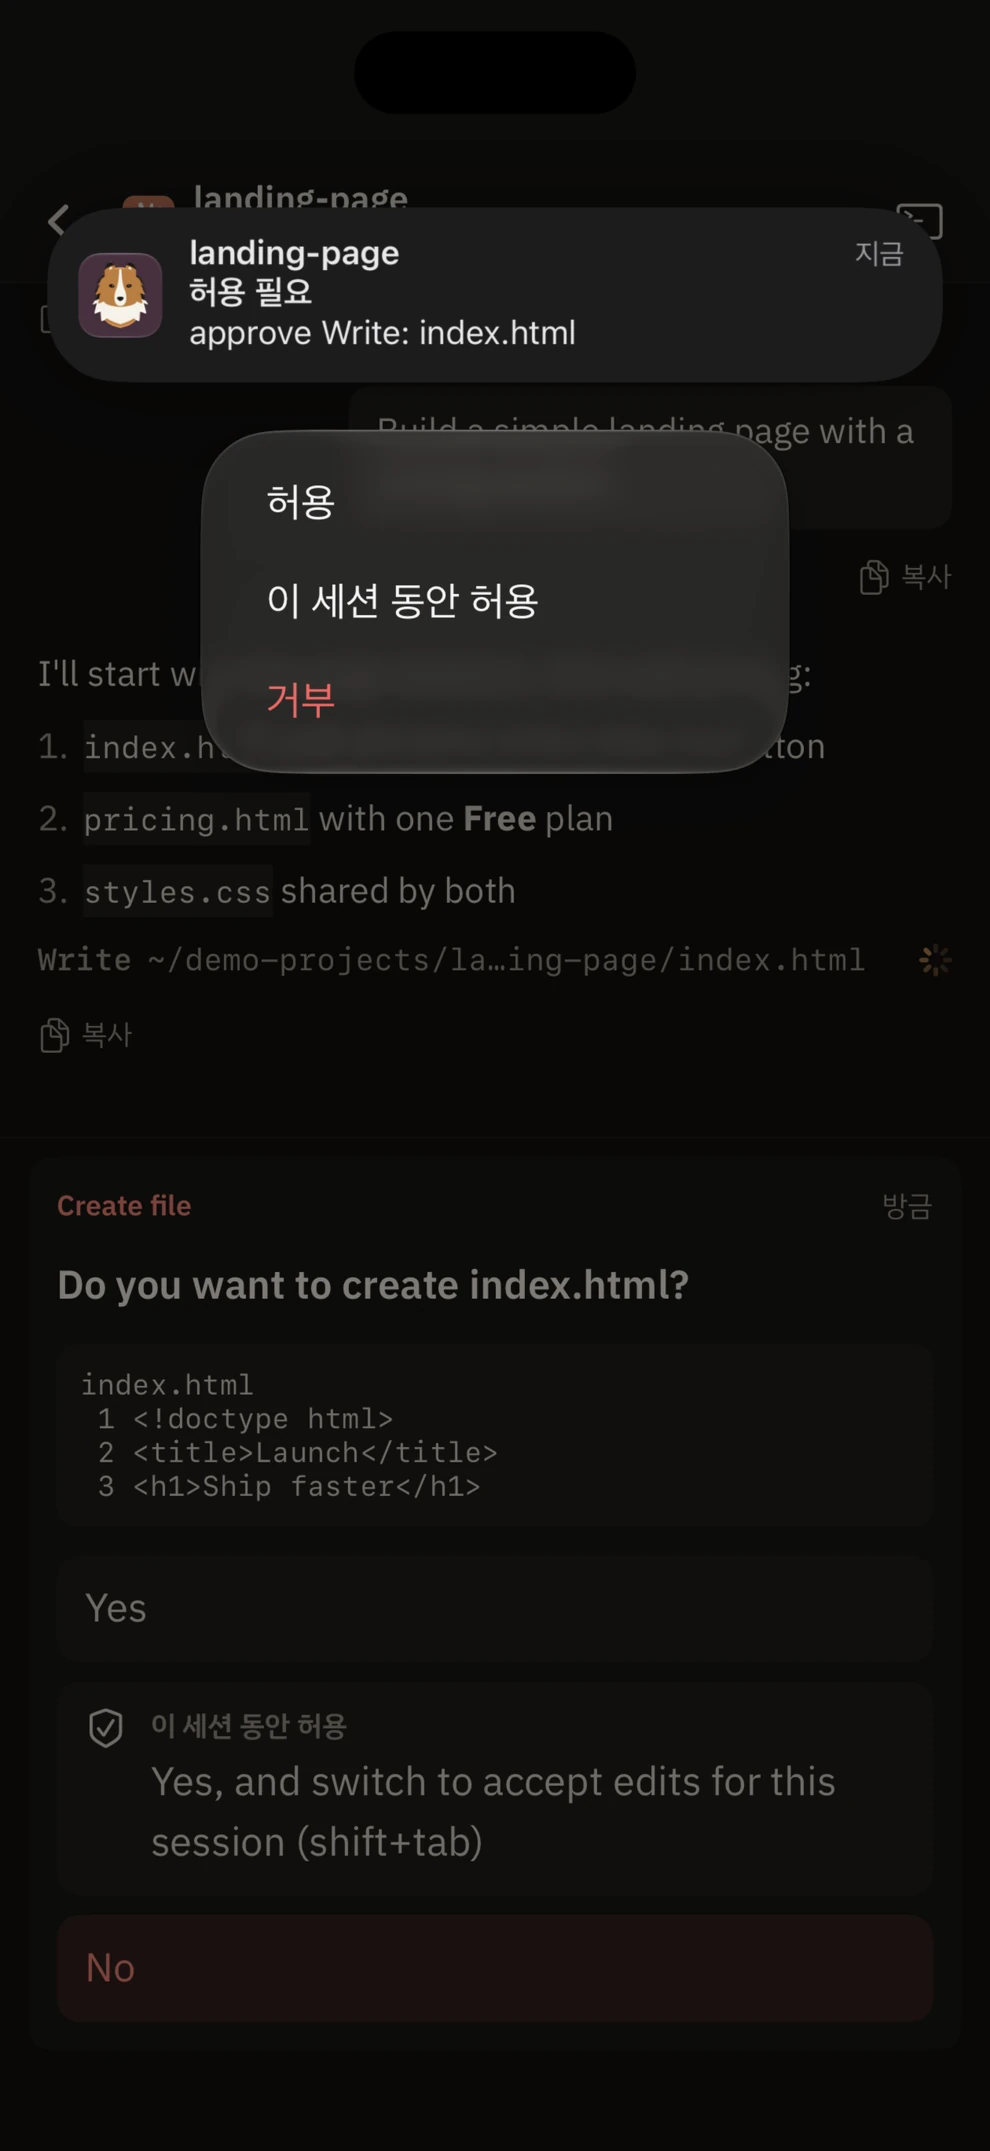 landing-page
landing-page
지금
허용 필요
approve Write: index.html
Build a simple landing page with a
허용
이 세션 동안 허용
거부
복사
I'll start
g:
1. index.h
2. pricing.html with one Free plan
3. styles.css shared by both
Write ~/demo-projects/la…ing-page/index.html
복사
Create file
방금
Do you want to create index.html?
index.html
1 <!doctype html>
2 <title>Launch</title>
3 <h1>Ship faster</h1>
Yes
이 세션 동안 허용
Yes, and switch to accept edits for this
session (shift+tab)
No